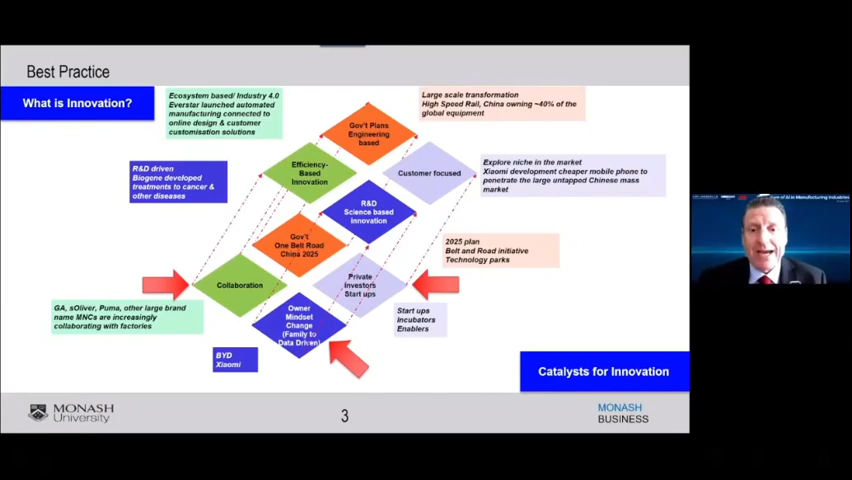 Best Practice
What is Innovation?
Ecosystem based/ Industry 4.0
Everstar launched automated
manufacturing connected to
online design & customer
customisation solutions
Large scale transformation
High Speed Rail, China owning ~40% of the
global equipment
Gov't Plans
Engineering
based
R&D driven
Biogene developed
treatments to cancer &
other diseases
Efficiency-
Based
Innovation
Customer focused
Explore niche in the market
Xiaomi development cheaper mobile phone to
penetrate the large untapped Chinese mass
market
R&D
Science based
innovation
Gov't
One Belt Road
China 2025
2025 plan
Belt and Road initiative
Technology parks
Collaboration
Private
Investors
Start ups
GA, sOliver, Puma, other large brand
name MNCs are increasingly
collaborating with factories
Owner
Mindset
Change
(Family to
Data Driven)
Start ups
incubators
Enablers
BYD
Xiaomi
Catalysts for Innovation
MONASH
University
3
MONASH
BUSINESS
of AI in Manufacturing Industries